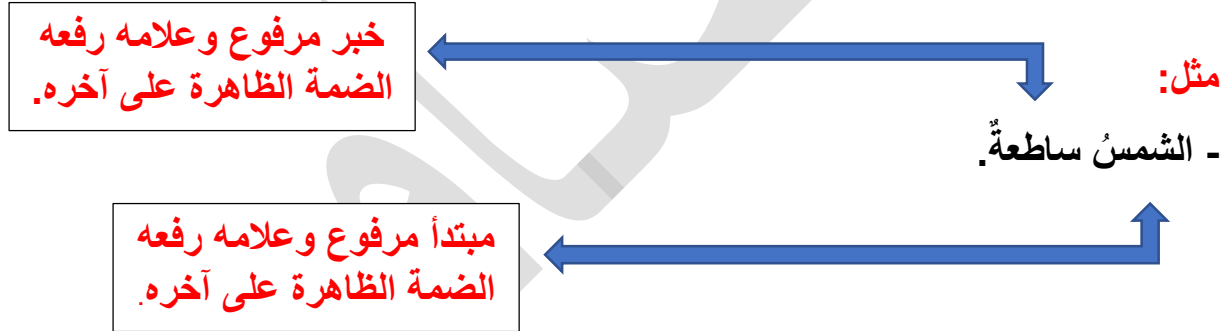 خبر مرفوع وعلامه رفعه
الضمة الظاهرة على آخره.
مثل:
- الشمسُ ساطعةٌ.
مبتدأ مرفوع وعلامه رفعه
الضمة الظاهرة على آخره.